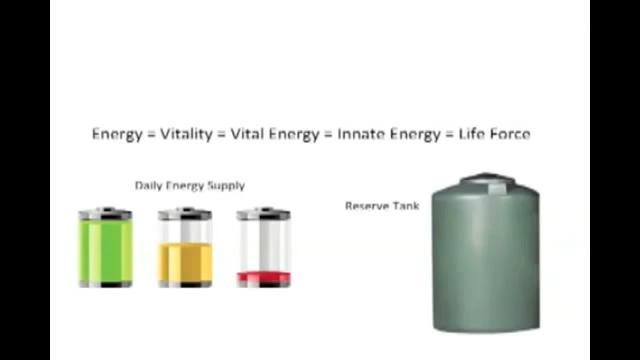 Energy = Vitality = Vital Energy = Innate Energy = Life Force
Daily Energy Supply
Reserve Tank